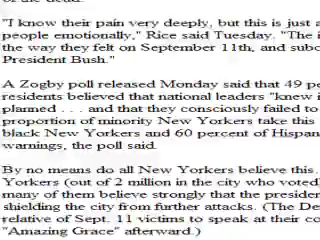 of the dead.
"I know their pain very deeply, but this is just a
people emotionally," Rice said Tuesday. "The i
the way they felt on September 11th, and subc
President Bush."
A Zogby poll released Monday said that 49 pe
residents believed that national leaders "knew i
planned . . . and that they consciously failed to
proportion of minority New Yorkers take this
black New Yorkers and 60 percent of Hispan
warnings, the poll said.
By no means do all New Yorkers believe this.
Yorkers (out of 2 million in the city who voted
many of them believe strongly that the presiden
shielding the city from further attacks. (The De
relative of Sept. 11 victims to speak at their co
"Amazing Grace" afterward.)